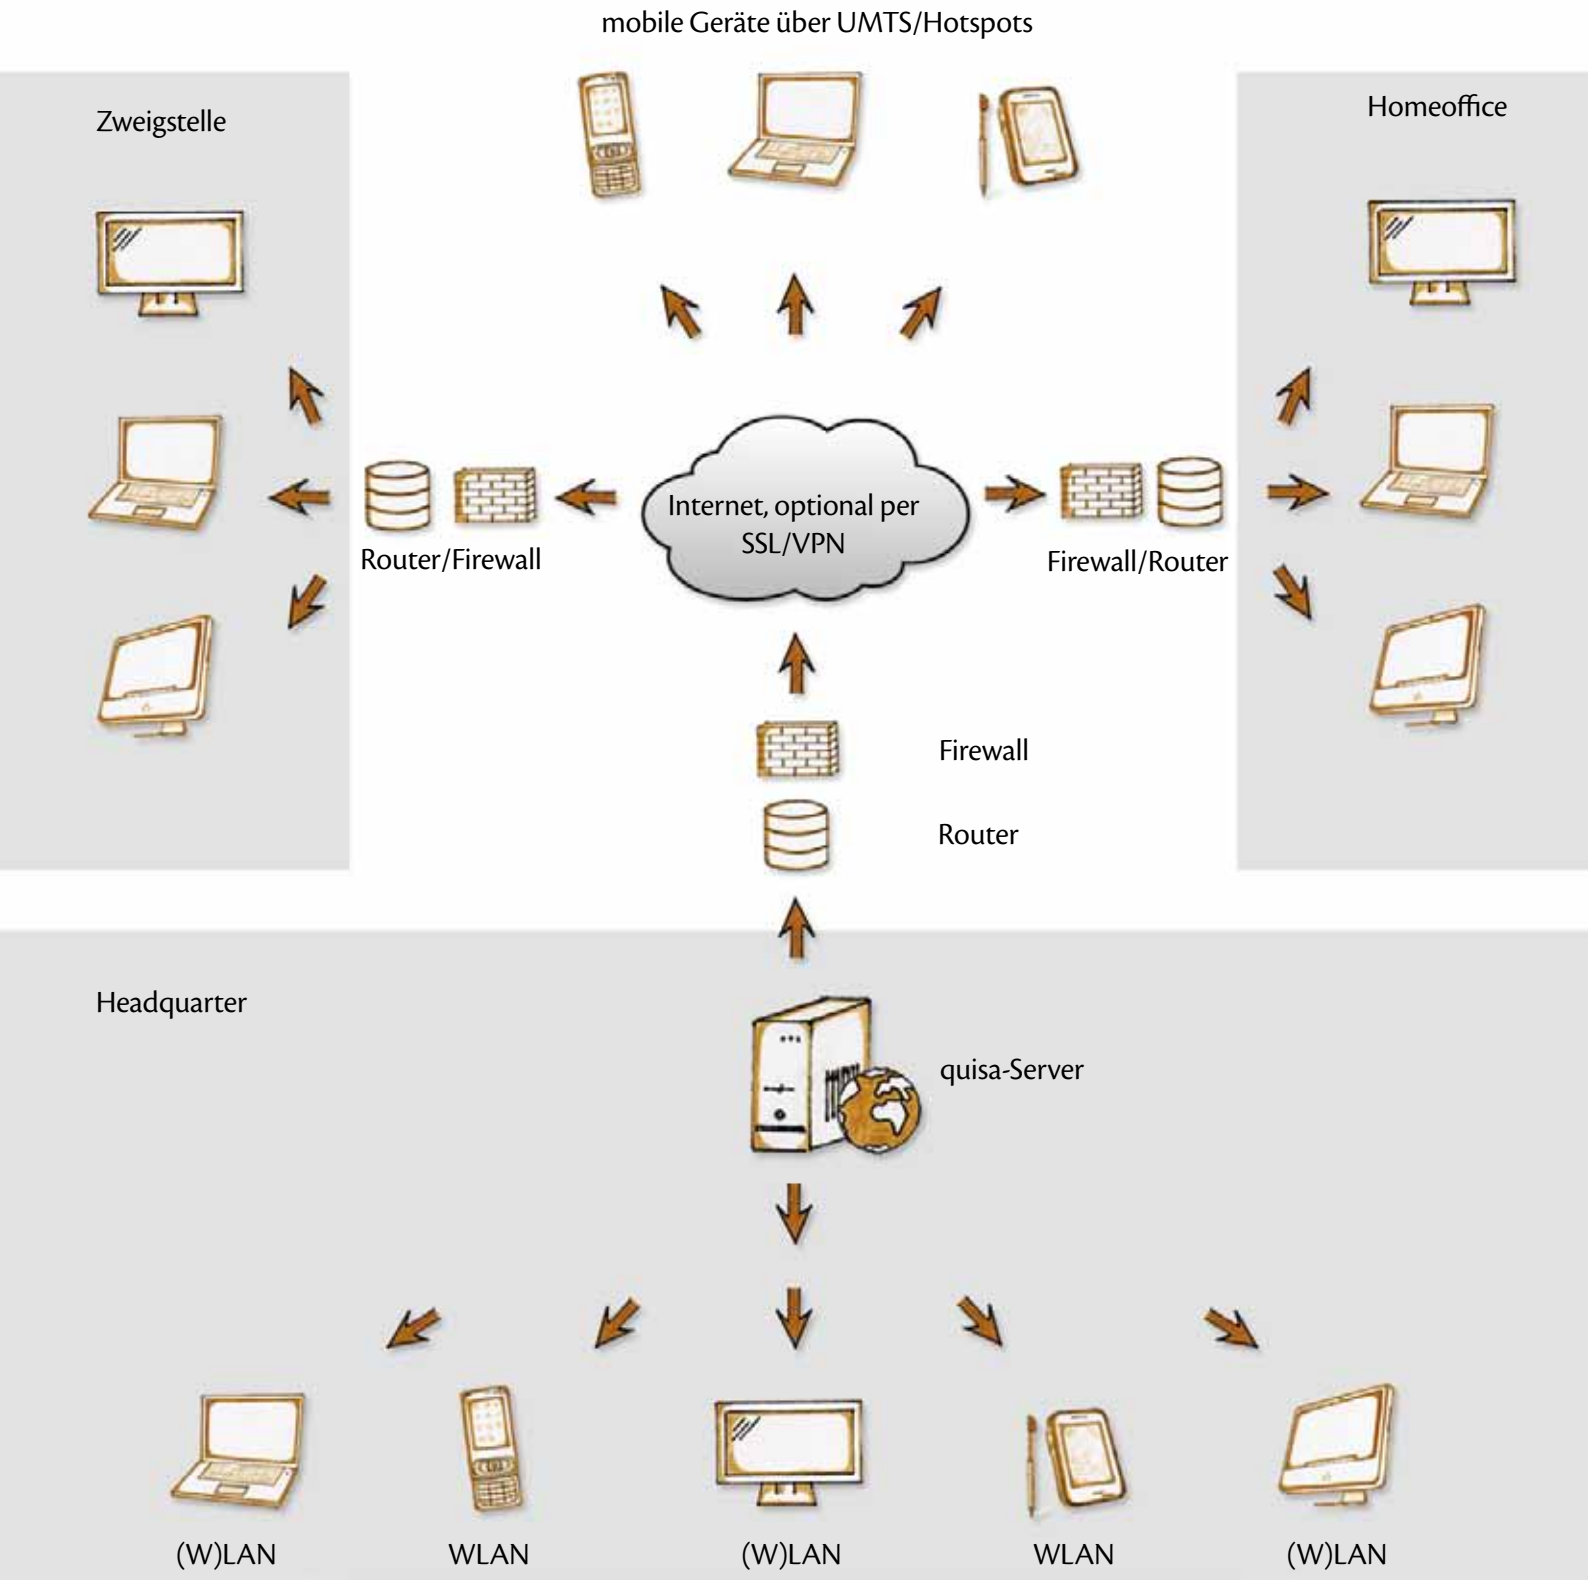 mobile Geräte über UMTS/Hotspots
Zweigstelle
Homeoffice
Internet, optional per
SSL/VPN
Router/Firewall
Firewall/Router
Firewall
Router
Headquarter
quisa-Server
(W)LAN
WLAN
(W)LAN
WLAN
(W)LAN